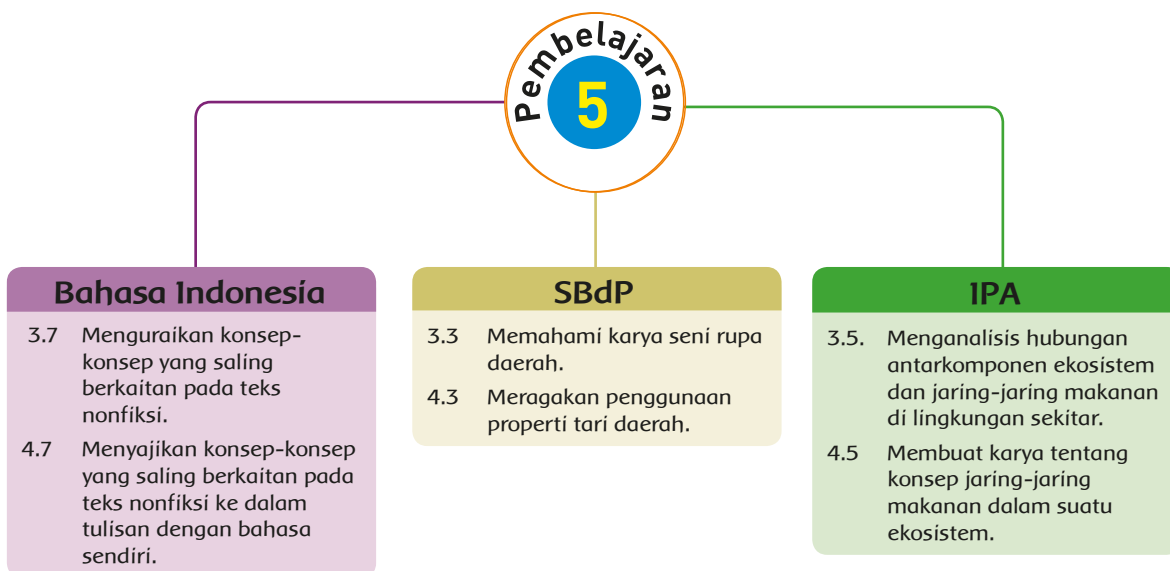 Pembelajaran
5
Bahasa Indonesia
3.7 Menguraikan konsep-
konsep yang saling
berkaitan pada teks
nonfiksi.
4.7 Menyajikan konsep-konsep
yang saling berkaitan pada
teks nonfiksi ke dalam
tulisan dengan bahasa
sendiri.
SBdP
3.3 Memahami karya seni rupa
daerah.
4.3 Meragakan penggunaan
properti tari daerah.
IPA
3.5. Menganalisis hubungan
antarkomponen ekosistem
dan jaring-jaring makanan
di lingkungan sekitar.
4.5 Membuat karya tentang
konsep jaring-jaring
makanan dalam suatu
ekosistem.